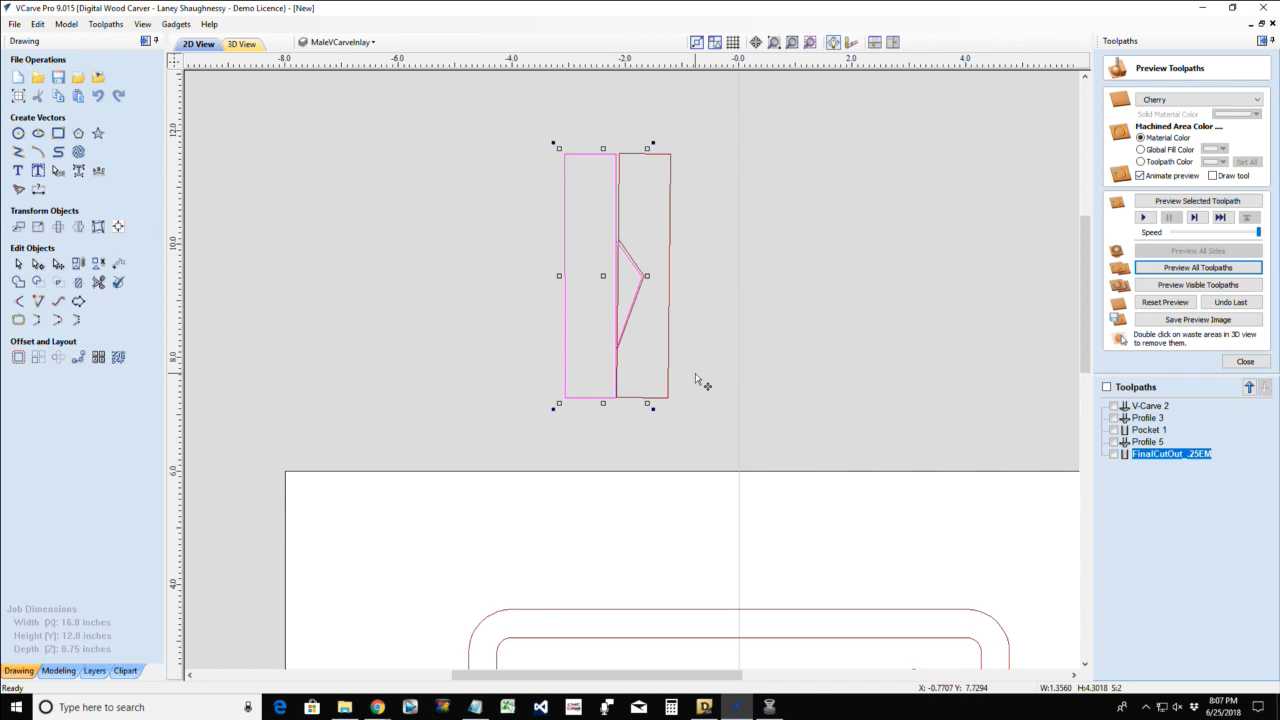 VCarve Pro 9.015 [Digital Wood Carver - Laney Shaughnessy - Demo Licence] - [New]
File Edit Model Toolpaths View Gadgets Help
Drawing
File Operations
Create Vectors
Transform Objects
Edit Objects
Offset and Layout
Job Dimensions
Width (X): 16.0 inches
Height (Y): 12.0 inches
Depth (Z): 0.75 inches
Drawing Modeling Layers Clipart
Ready
2D View 3D View MaleVCarveInlay
-8.0 -6.0 -4.0 -2.0 -0.0 2.0 4.0
12.0
10.0
8.0
6.0
4.0
Toolpaths
Preview Toolpaths
Cherry
Solid Material Color
Machined Area Color ....
Material Color
Global Fill Color
Toolpath Color Set All
Animate preview Draw tool
Preview Selected Toolpath
Speed
Preview All Sides
Preview All Toolpaths
Preview Visible Toolpaths
Reset Preview Undo Last
Save Preview Image
Double click on waste areas in 3D view
to remove them.
Close
Toolpaths
V-Carve 2
Profile 3
Pocket 1
Profile 5
FinalCutOut_.25EM
X: -0.7707 Y: 7.7294 W:1.3560 H:4.3018 S:2
Type here to search
8:07 PM
6/25/2018